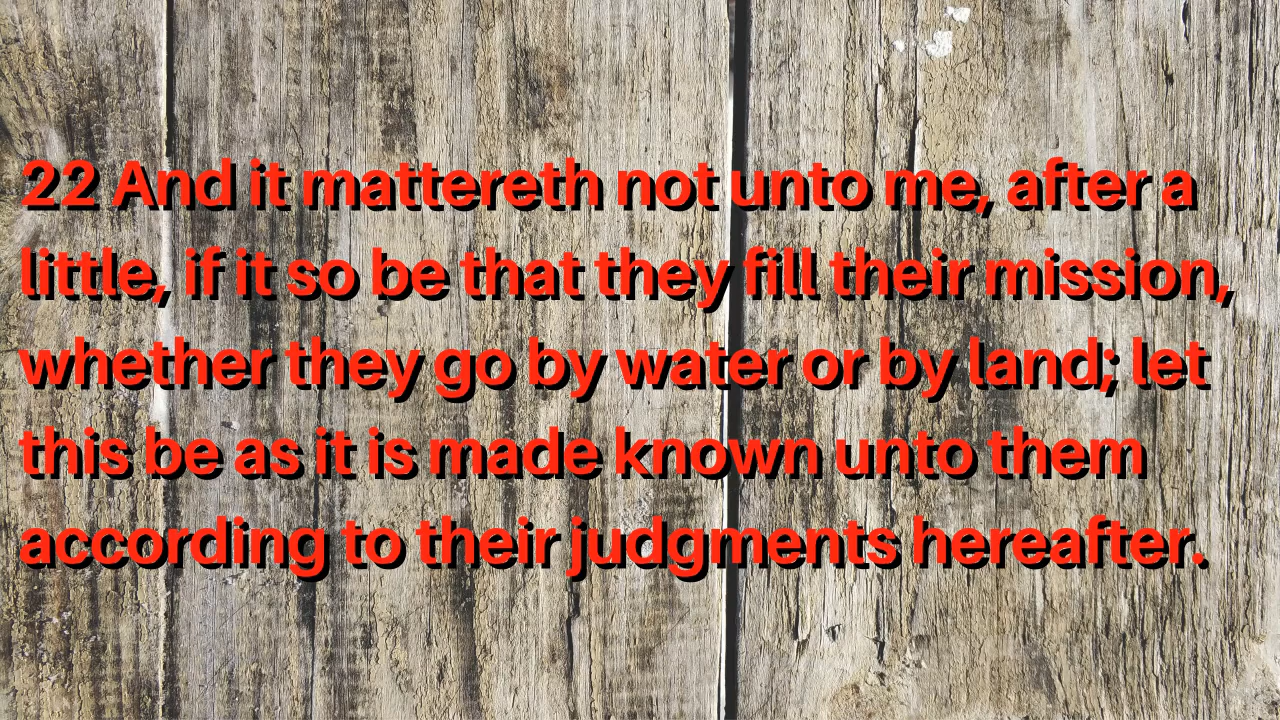 22 And it mattereth not unto me, after a
little, if it so be that they fill their mission,
whether they go by water or by land; let
this be as it is made known unto them
according to their judgments hereafter.